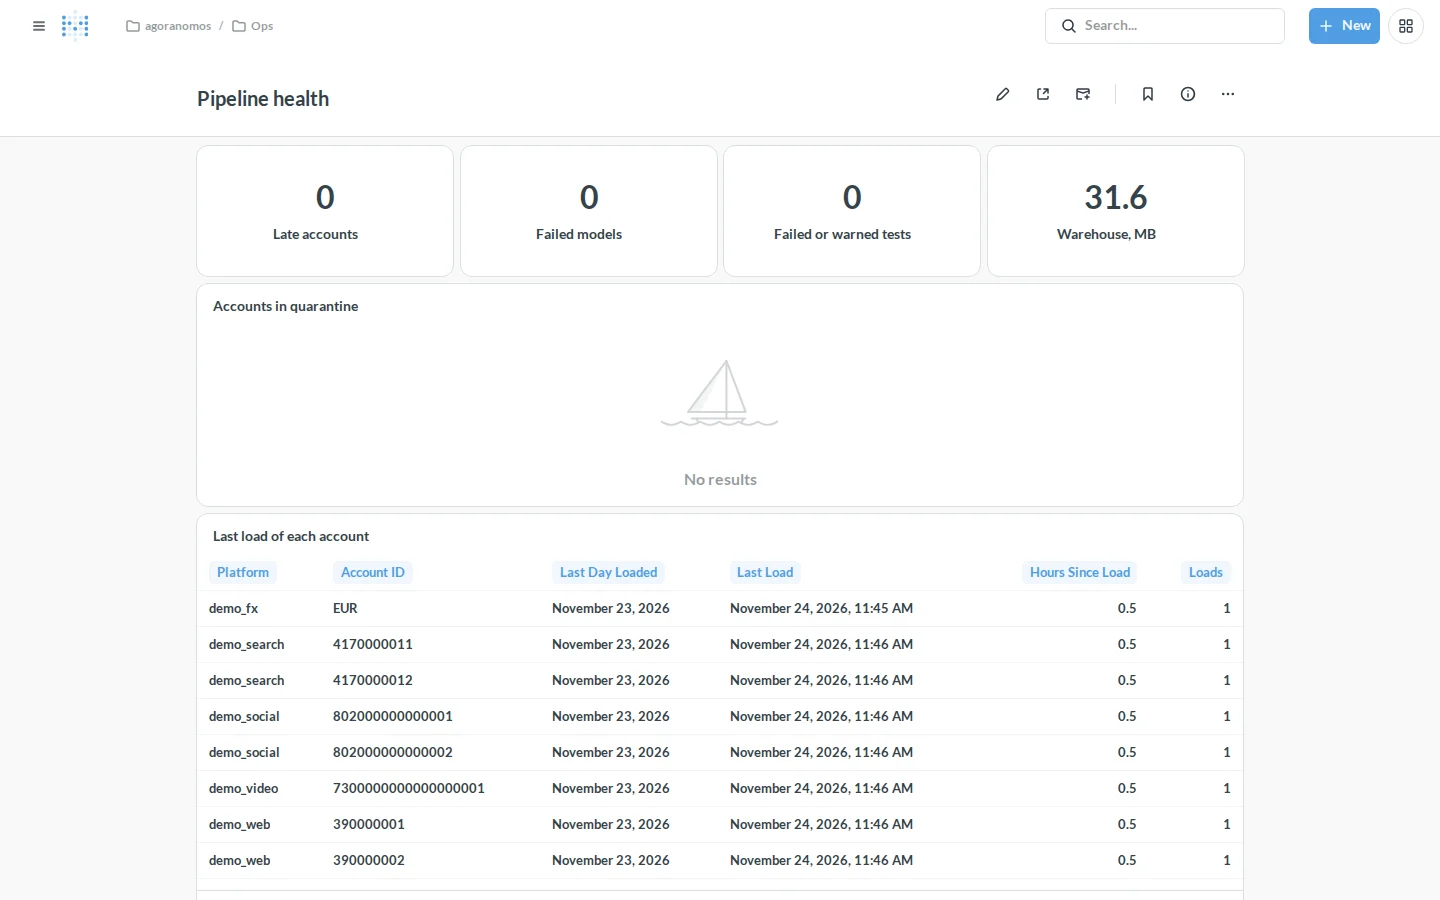 agoranomos / Ops
Search...
New
Pipeline health
0
Late accounts
0
Failed models
0
Failed or warned tests
31.6
Warehouse, MB
Accounts in quarantine
No results
Last load of each account
Platform Account ID Last Day Loaded Last Load Hours Since Load Loads
demo_fx EUR November 23, 2026 November 24, 2026, 11:45 AM 0.5 1
demo_search 4170000011 November 23, 2026 November 24, 2026, 11:46 AM 0.5 1
demo_search 4170000012 November 23, 2026 November 24, 2026, 11:46 AM 0.5 1
demo_social 802000000000001 November 23, 2026 November 24, 2026, 11:46 AM 0.5 1
demo_social 802000000000002 November 23, 2026 November 24, 2026, 11:46 AM 0.5 1
demo_video 7300000000000000001 November 23, 2026 November 24, 2026, 11:46 AM 0.5 1
demo_web 390000001 November 23, 2026 November 24, 2026, 11:46 AM 0.5 1
demo_web 390000002 November 23, 2026 November 24, 2026, 11:46 AM 0.5 1